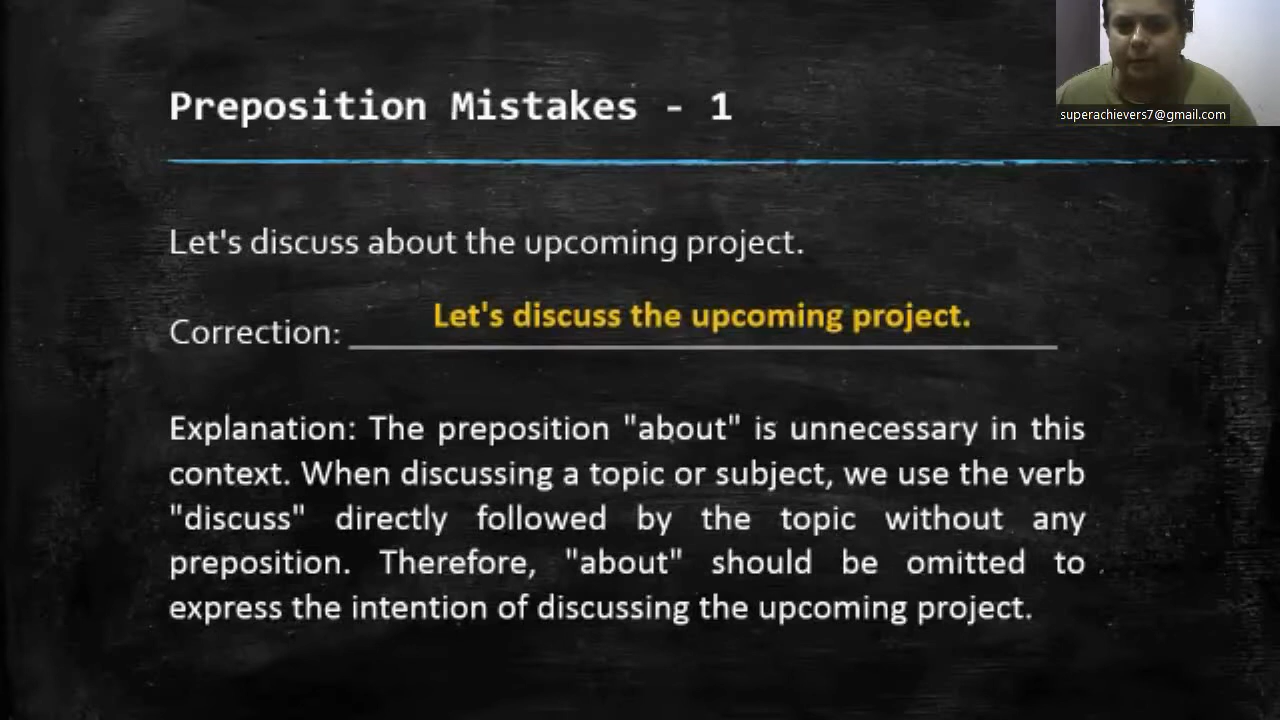 Preposition Mistakes - 1
superachievers7@gmail.com
Let's discuss about the upcoming project.
Let's discuss the upcoming project.
Correction:
Explanation: The preposition "about" is unnecessary in this
context. When discussing a topic or subject, we use the verb
"discuss" directly followed by the topic without any
preposition. Therefore, "about" should be omitted to
express the intention of discussing the upcoming project.